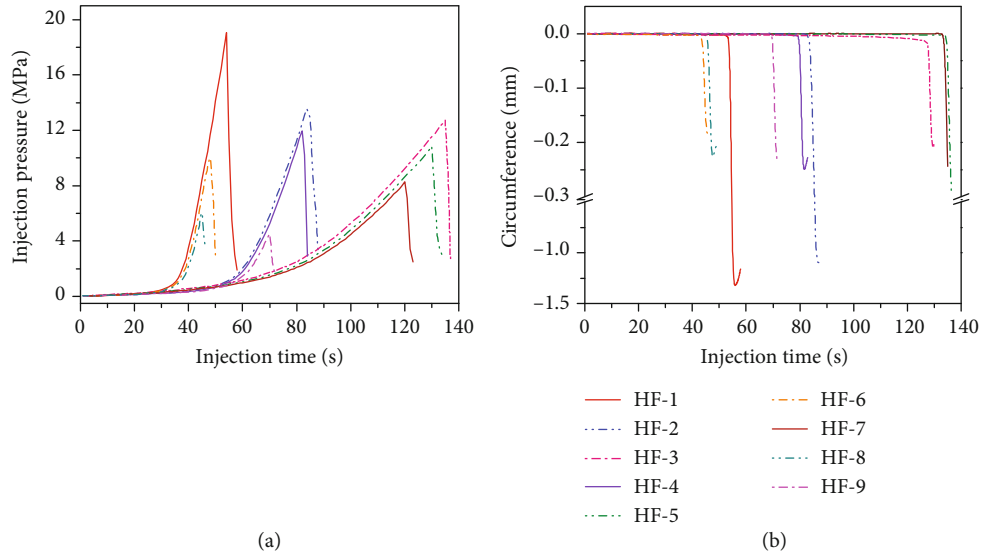 20
16
12
8
4
0
Injection pressure (MPa)
0 20 40 60 80 100 120 140
Injection time (s)
(a)
0.0
−0.1
−0.2
−0.3
−1.0
−1.5
Circumference (mm)
0 20 40 60 80 100 120 140
Injection time (s)
HF-1
HF-2
HF-3
HF-4
HF-5
HF-6
HF-7
HF-8
HF-9
(b)